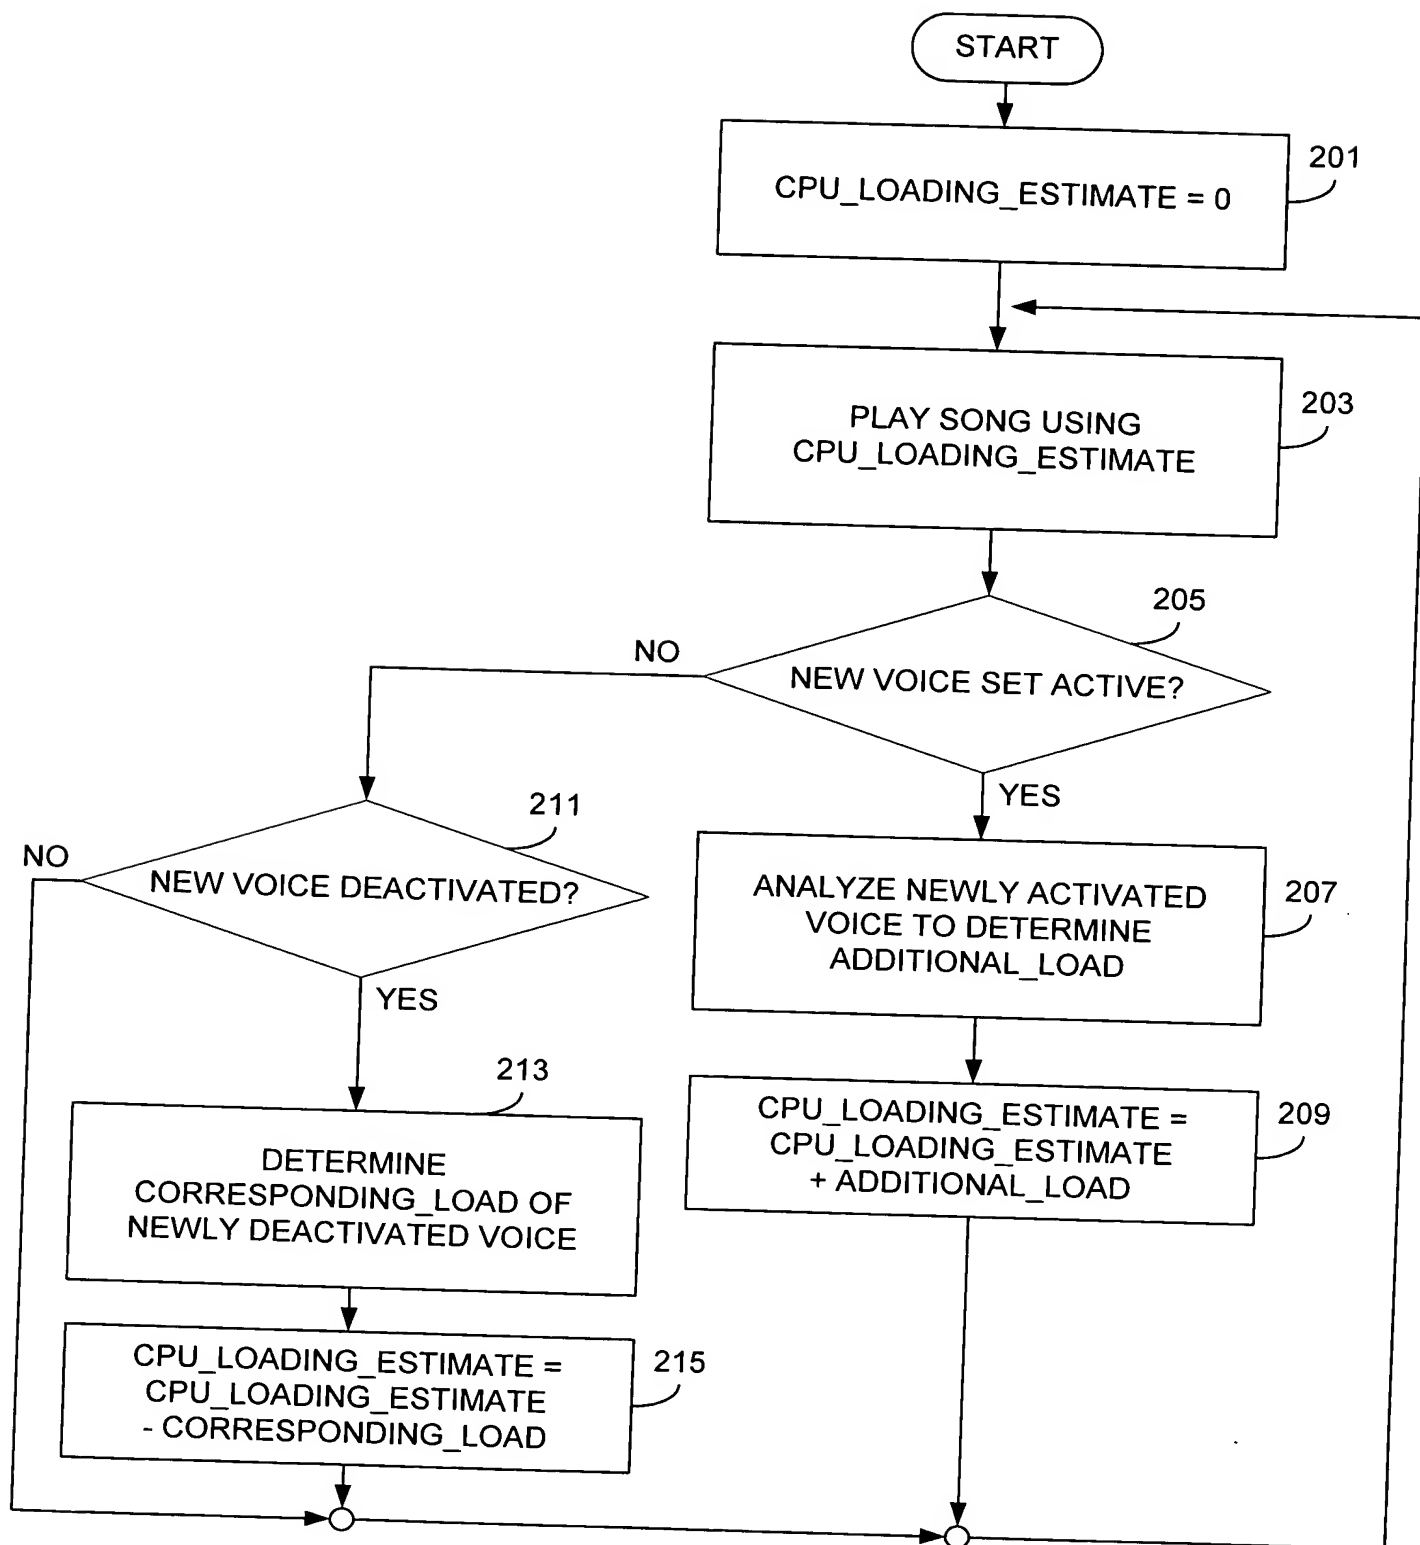 START
CPU_LOADING_ESTIMATE = 0
201
PLAY SONG USING
CPU_LOADING_ESTIMATE
203
205
NEW VOICE SET ACTIVE?
NO
YES
211
NEW VOICE DEACTIVATED?
NO
YES
ANALYZE NEWLY ACTIVATED
VOICE TO DETERMINE
ADDITIONAL_LOAD
207
213
DETERMINE
CORRESPONDING_LOAD OF
NEWLY DEACTIVATED VOICE
CPU_LOADING_ESTIMATE =
CPU_LOADING_ESTIMATE
+ ADDITIONAL_LOAD
209
CPU_LOADING_ESTIMATE =
CPU_LOADING_ESTIMATE
- CORRESPONDING_LOAD
215